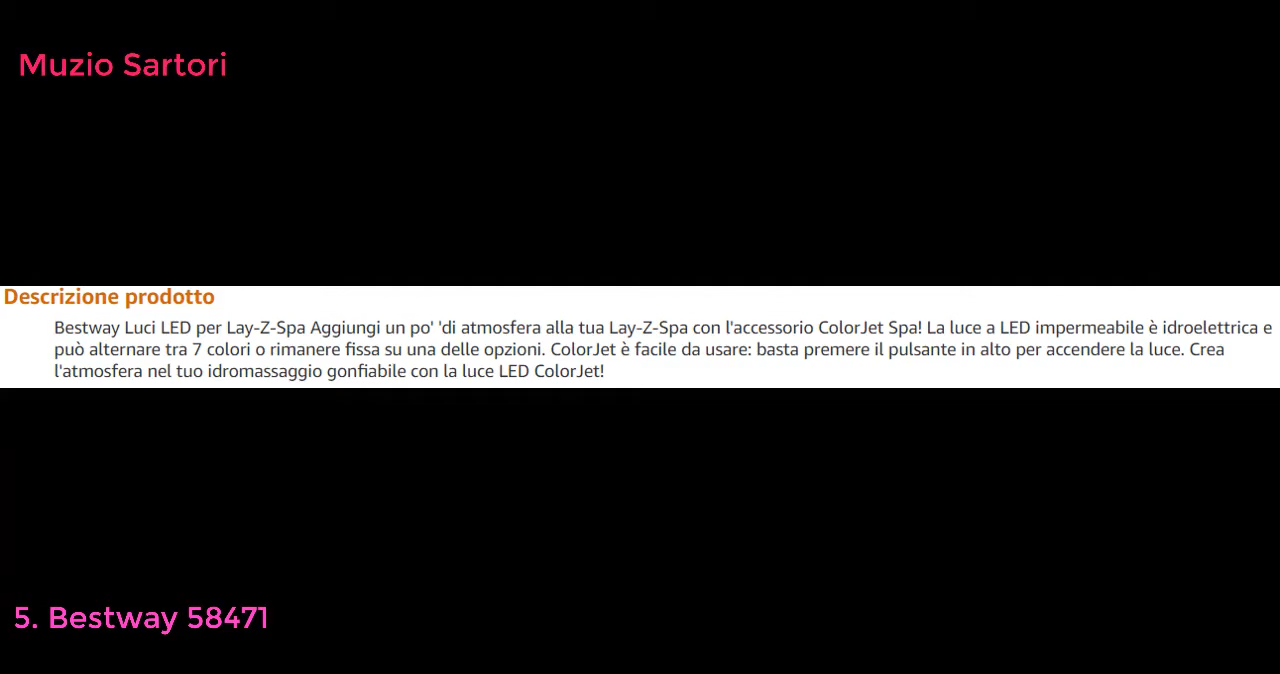 Muzio Sartori
Descrizione prodotto
Bestway Luci LED per Lay-Z-Spa Aggiungi un po' 'di atmosfera alla tua Lay-Z-Spa con l'accessorio ColorJet Spa! La luce a LED impermeabile è idroelettrica e
può alternare tra 7 colori o rimanere fissa su una delle opzioni. ColorJet è facile da usare: basta premere il pulsante in alto per accendere la luce. Crea
l'atmosfera nel tuo idromassaggio gonfiabile con la luce LED ColorJet!
5. Bestway 58471